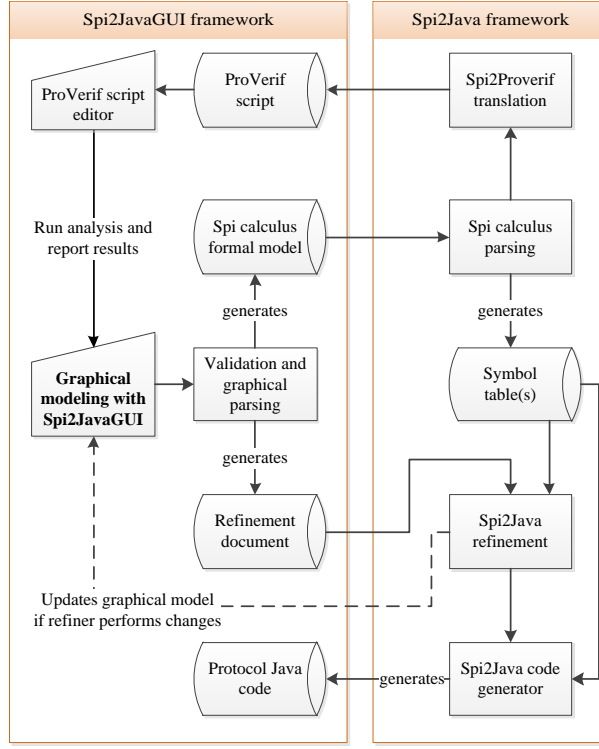 Spi2JavaGUI framework
Spi2Java framework
ProVerif script
editor
ProVerif
script
Spi2Proverif
translation
Run analysis and
report results
Spi calculus
formal model
Spi calculus
parsing
generates
generates
Graphical
modeling with
Spi2JavaGUI
Validation and
graphical
parsing
Symbol
table(s)
generates
Refinement
document
Spi2Java
refinement
Updates graphical model
if refiner performs changes
Protocol Java
code
generates
Spi2Java code
generator